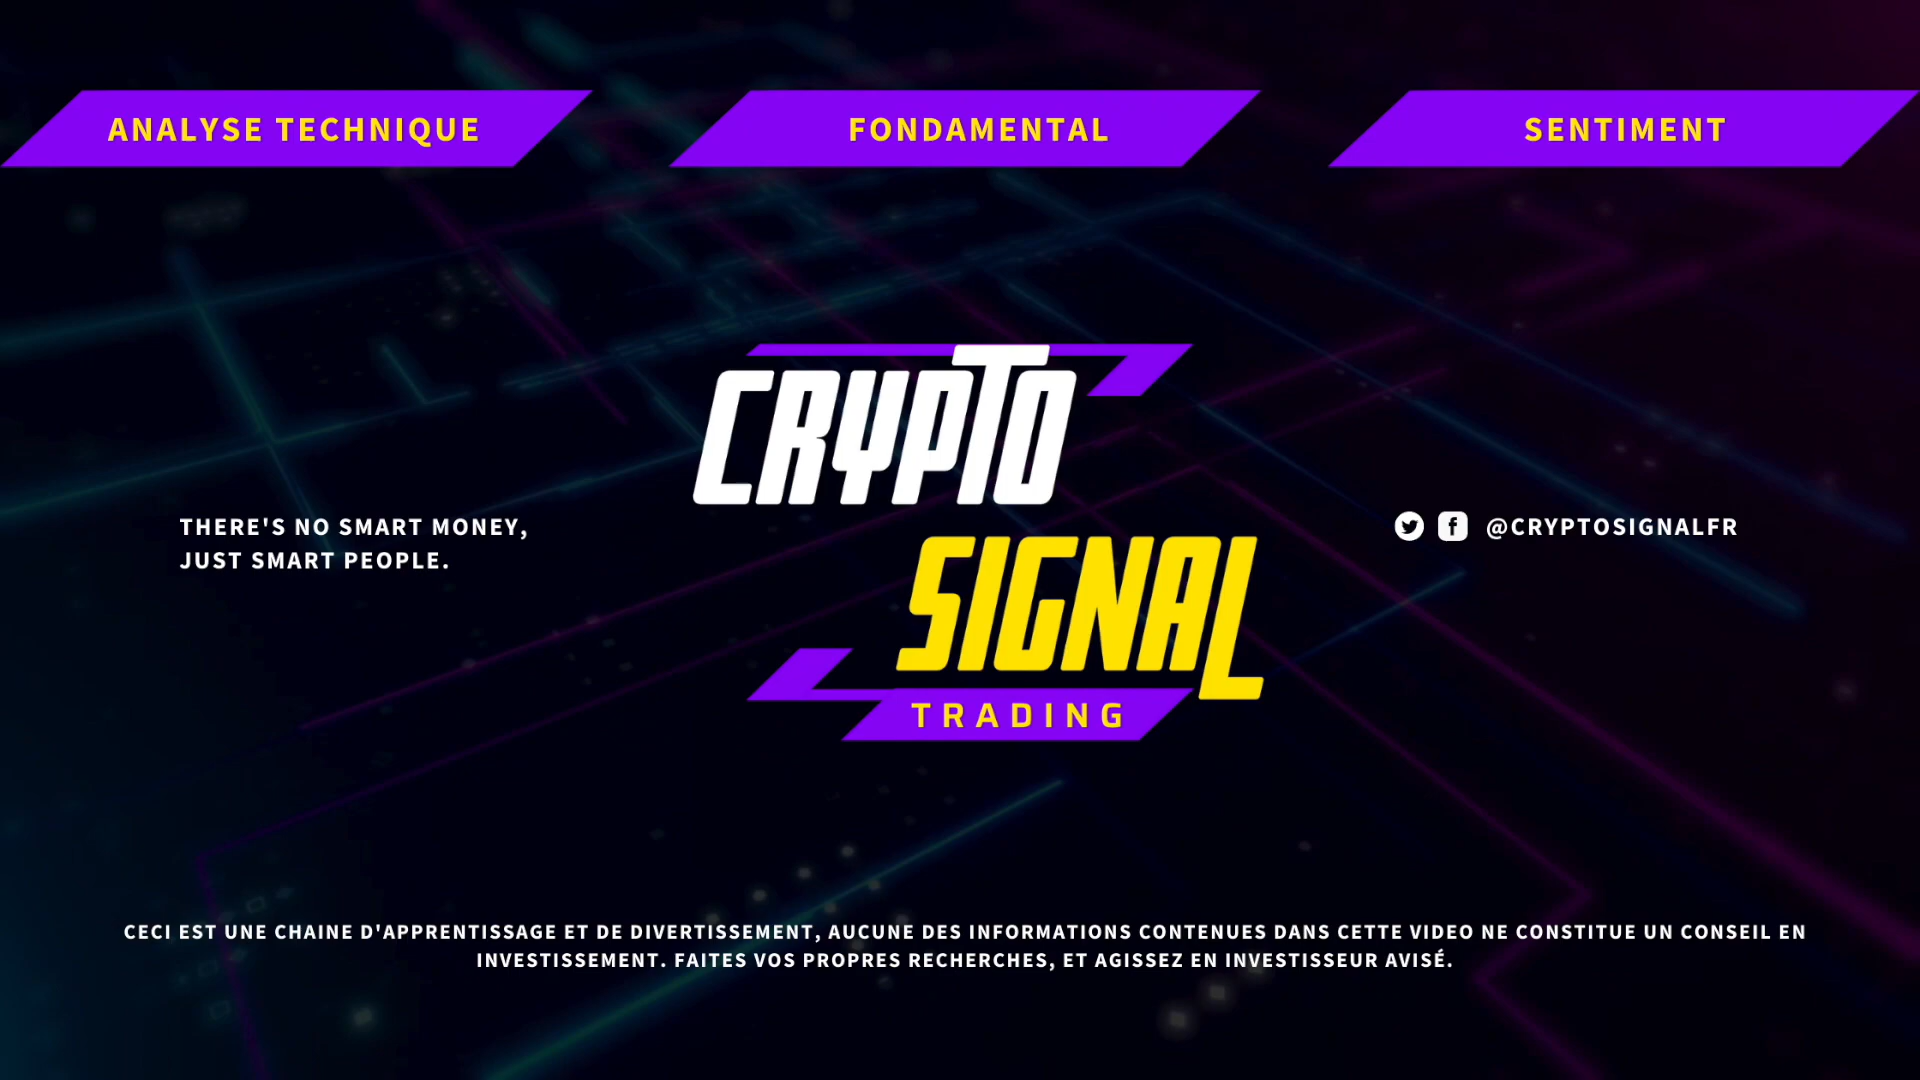 ANALYSE TECHNIQUE
FONDAMENTAL
SENTIMENT
CRYPTO
SIGNAL
TRADING
THERE'S NO SMART MONEY,
JUST SMART PEOPLE.
@CRYPTOSIGNALFR
CECI EST UNE CHAINE D'APPRENTISSAGE ET DE DIVERTISSEMENT, AUCUNE DES INFORMATIONS CONTENUES DANS CETTE VIDEO NE CONSTITUE UN CONSEIL EN
INVESTISSEMENT. FAITES VOS PROPRES RECHERCHES, ET AGISSEZ EN INVESTISSEUR AVISÉ.